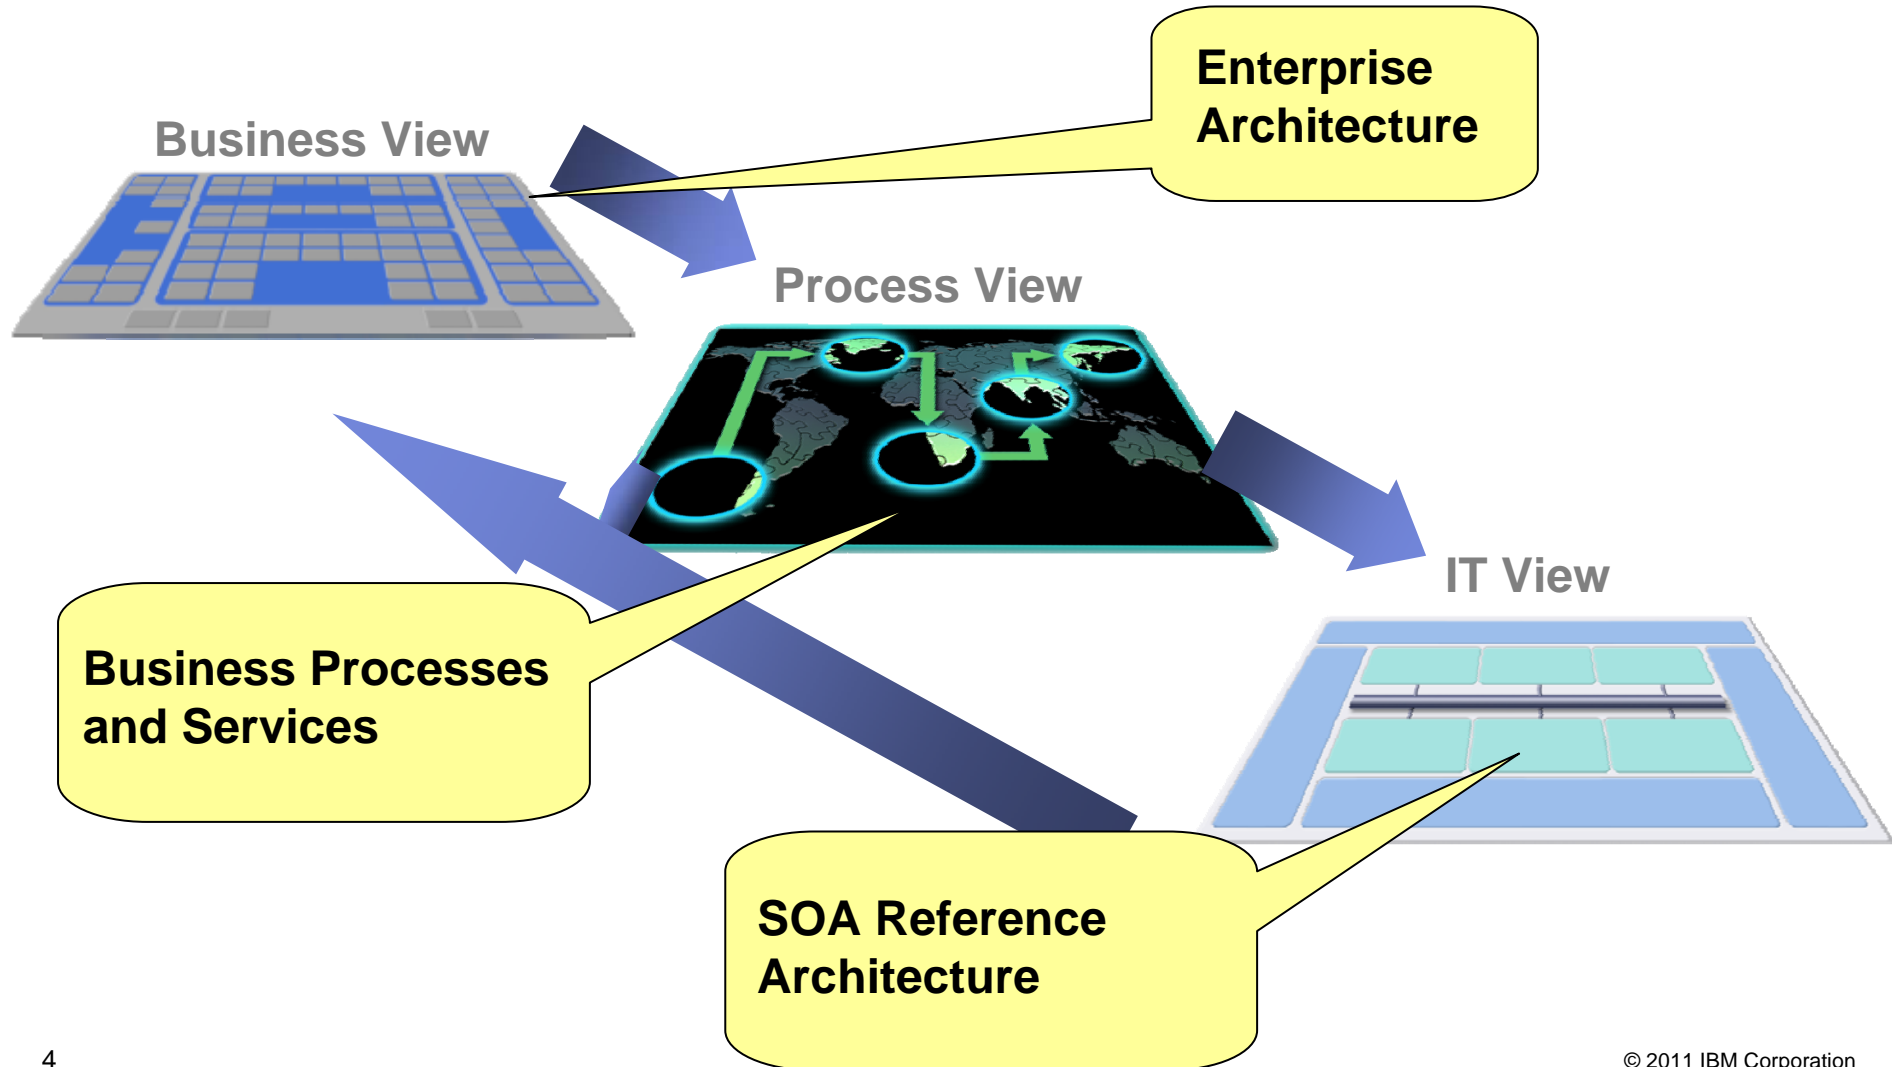 Enterprise
Architecture
Business View
Process View
IT View
Business Processes
and Services
SOA Reference
Architecture
4
© 2011 IBM Corporation